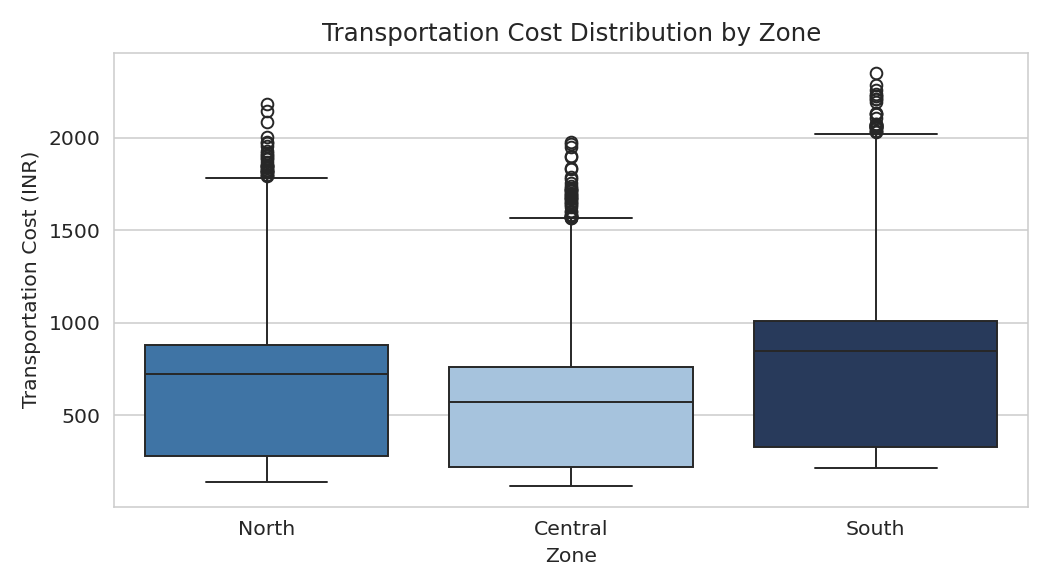 Transportation Cost Distribution by Zone
Transportation Cost (INR)
2000
1500
1000
500
North Central South
Zone